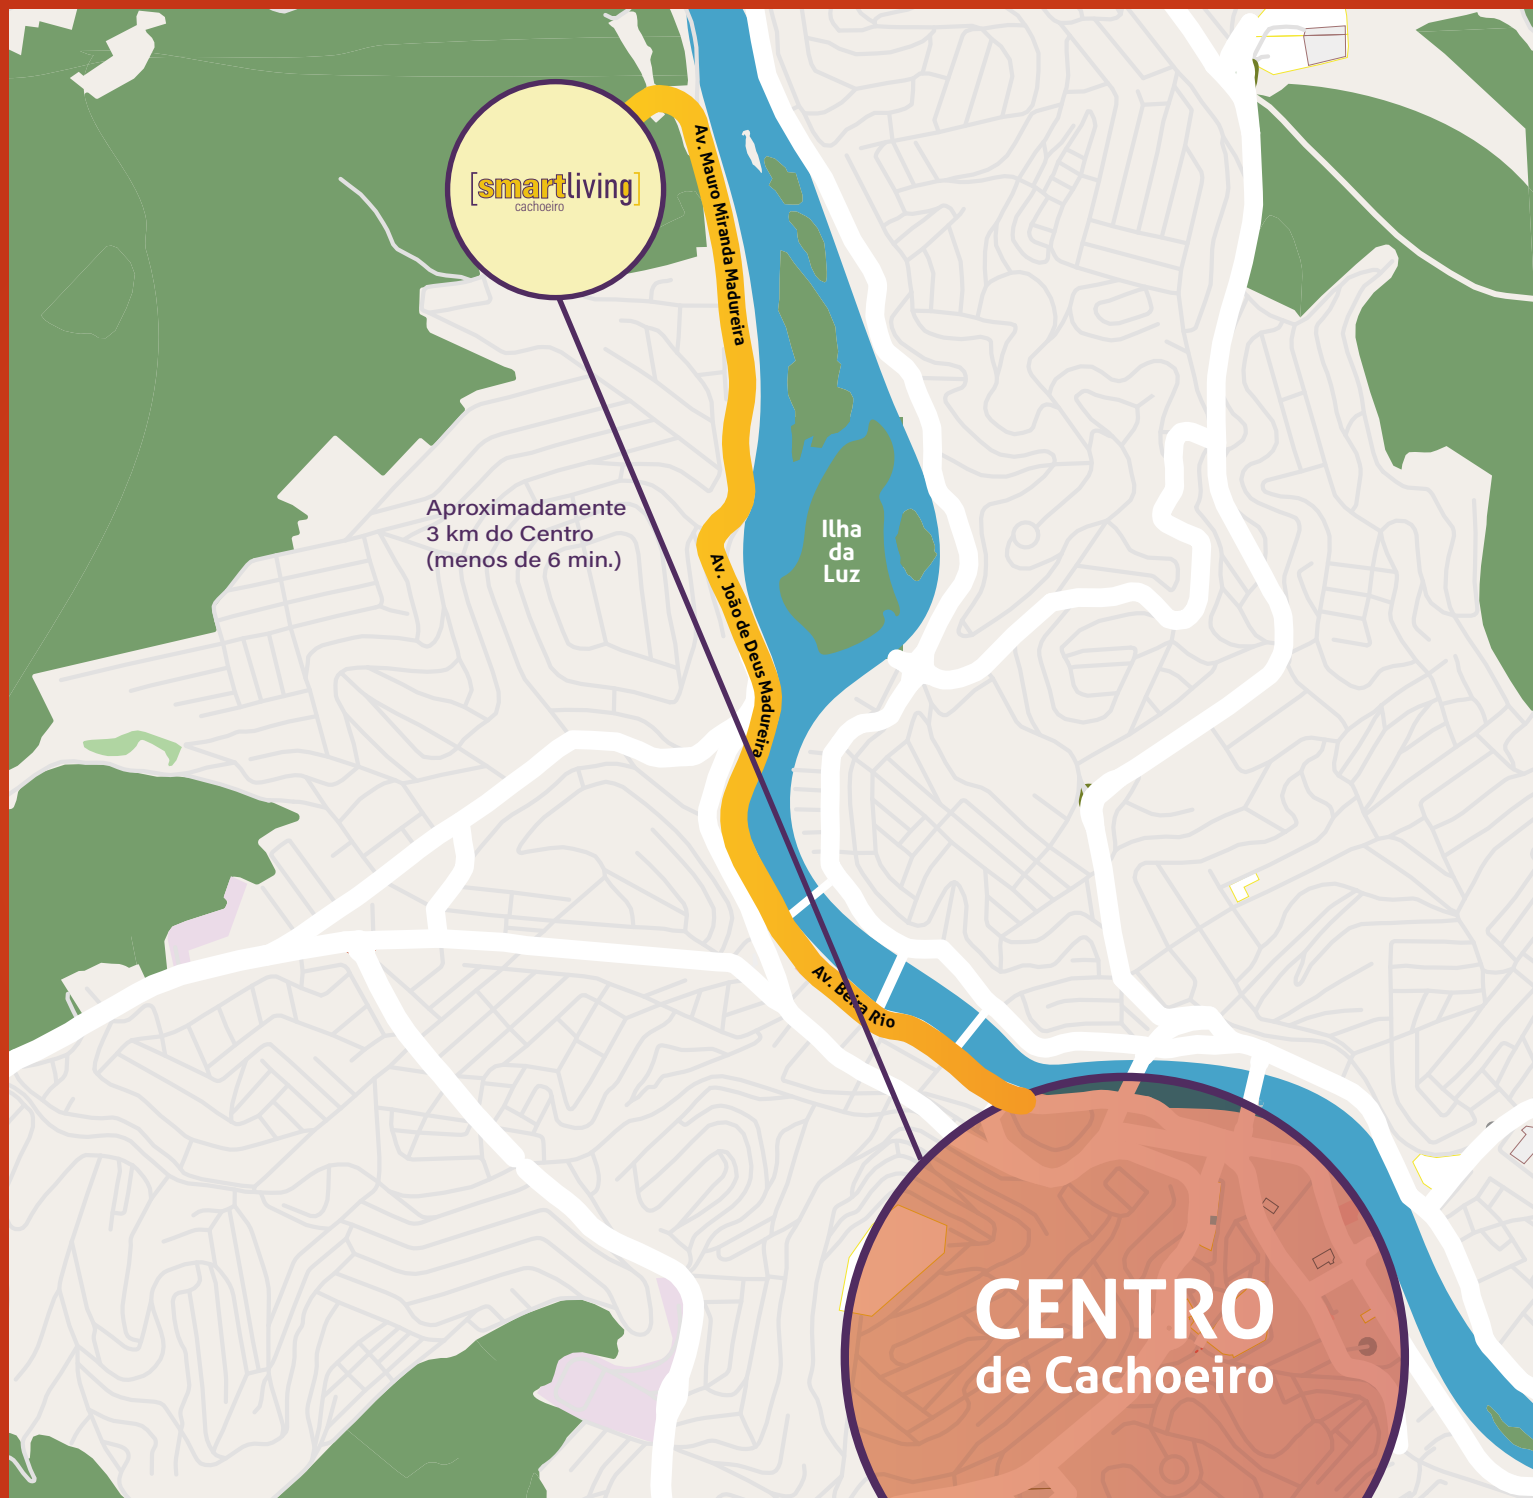 Av. Mauro Miranda Madureira
[smartliving]
cachoeiro
Aproximadamente
3 km do Centro
(menos de 6 min.)
Ilha
da
Luz
Av. João de Deus Madureira
Av. Beira Rio
CENTRO
de Cachoeiro